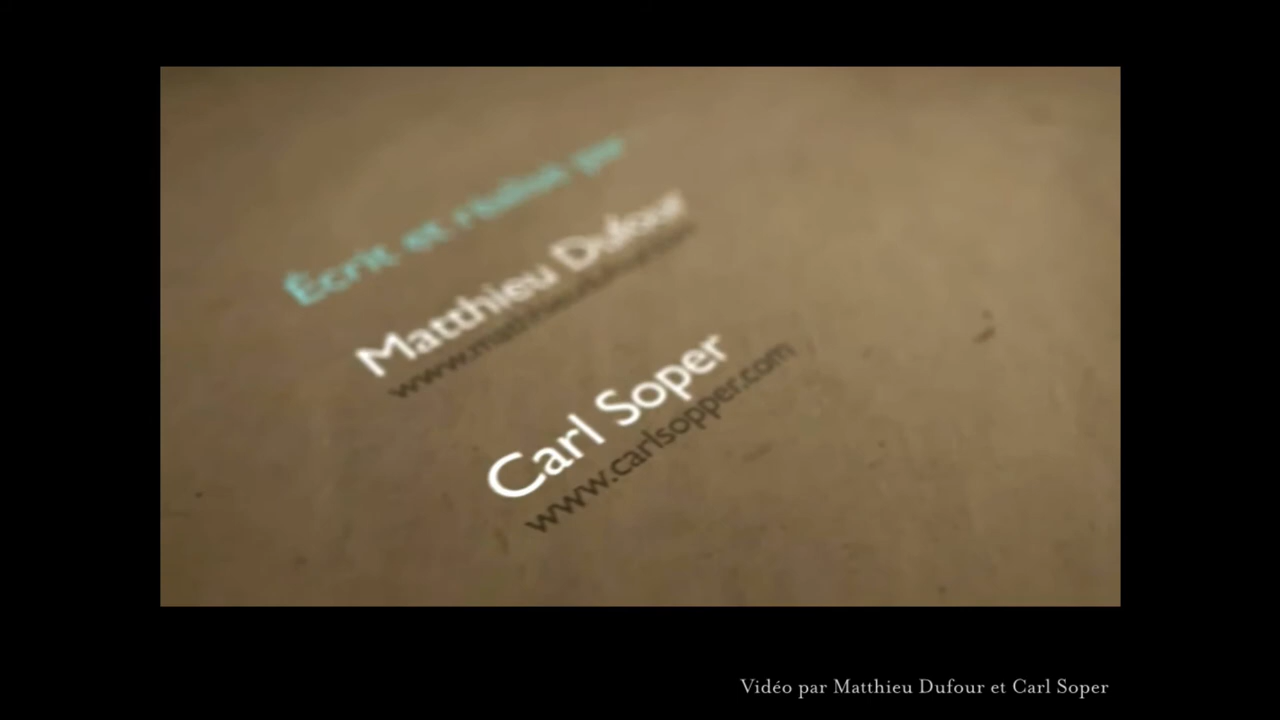 Écrit et réalisé par
Matthieu Dufour
Carl Soper
www.carlsopper.com
Vidéo par Matthieu Dufour et Carl Soper